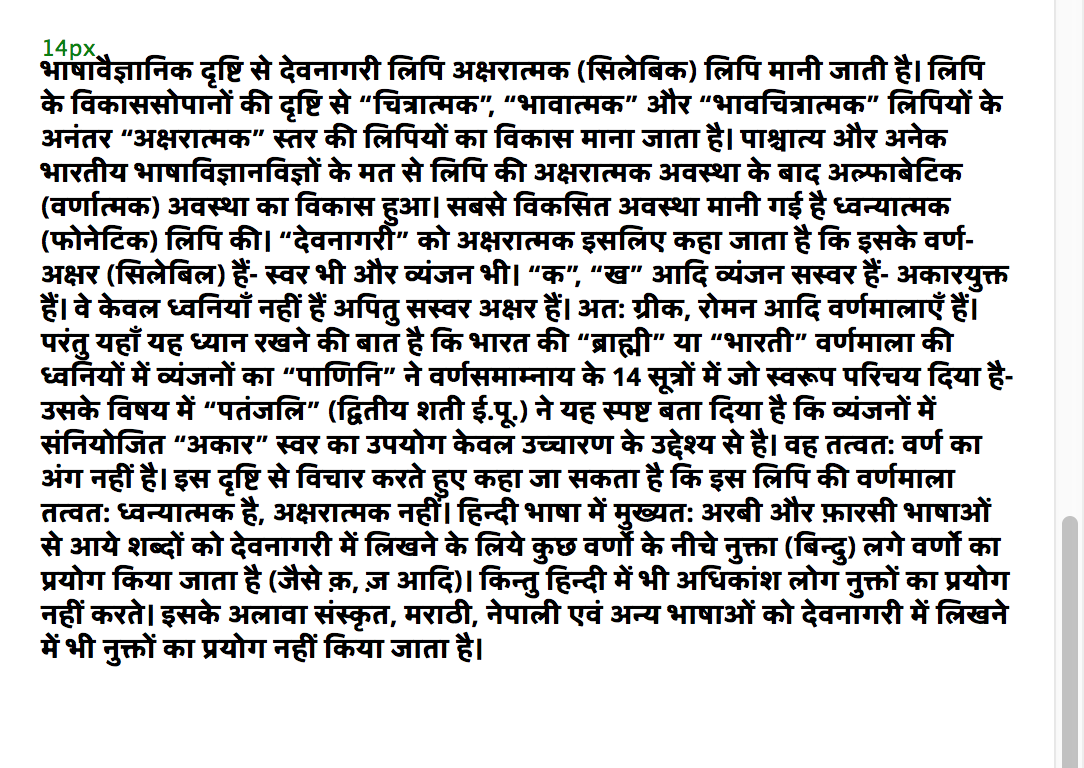 14px
भाषावैज्ञानिक दृष्टि से देवनागरी लिपि अक्षरात्मक (सिलेबिक) लिपि मानी जाती है। लिपि
के विकाससोपानों की दृष्टि से “चित्रात्मक”, “भावात्मक” और “भावचित्रात्मक” लिपियों के
अनंतर “अक्षरात्मक” स्तर की लिपियों का विकास माना जाता है। पाश्चात्य और अनेक
भारतीय भाषाविज्ञानविज्ञों के मत से लिपि की अक्षरात्मक अवस्था के बाद अल्फाबेटिक
(वर्णात्मक) अवस्था का विकास हुआ। सबसे विकसित अवस्था मानी गई है ध्वन्यात्मक
(फोनेटिक) लिपि की। “देवनागरी” को अक्षरात्मक इसलिए कहा जाता है कि इसके वर्ण-
अक्षर (सिलेबिल) हैं- स्वर भी और व्यंजन भी। “क”, “ख” आदि व्यंजन सस्वर हैं- अकारयुक्त
हैं। वे केवल ध्वनियाँ नहीं हैं अपितु सस्वर अक्षर हैं। अत: ग्रीक, रोमन आदि वर्णमालाएँ हैं।
परंतु यहाँ यह ध्यान रखने की बात है कि भारत की “ब्राह्मी” या “भारती” वर्णमाला की
ध्वनियों में व्यंजनों का “पाणिनि” ने वर्णसमाम्नाय के 14 सूत्रों में जो स्वरूप परिचय दिया है-
उसके विषय में “पतंजलि” (द्वितीय शती ई.पू.) ने यह स्पष्ट बता दिया है कि व्यंजनों में
संनियोजित “अकार” स्वर का उपयोग केवल उच्चारण के उद्देश्य से है। वह तत्वत: वर्ण का
अंग नहीं है। इस दृष्टि से विचार करते हुए कहा जा सकता है कि इस लिपि की वर्णमाला
तत्वत: ध्वन्यात्मक है, अक्षरात्मक नहीं। हिन्दी भाषा में मुख्यत: अरबी और फ़ारसी भाषाओं
से आये शब्दों को देवनागरी में लिखने के लिये कुछ वर्णो के नीचे नुक्ता (बिन्दु) लगे वर्णो का
प्रयोग किया जाता है (जैसे क़, ज़ आदि)। किन्तु हिन्दी में भी अधिकांश लोग नुक्तों का प्रयोग
नहीं करते। इसके अलावा संस्कृत, मराठी, नेपाली एवं अन्य भाषाओं को देवनागरी में लिखने
में भी नुक्तों का प्रयोग नहीं किया जाता है।